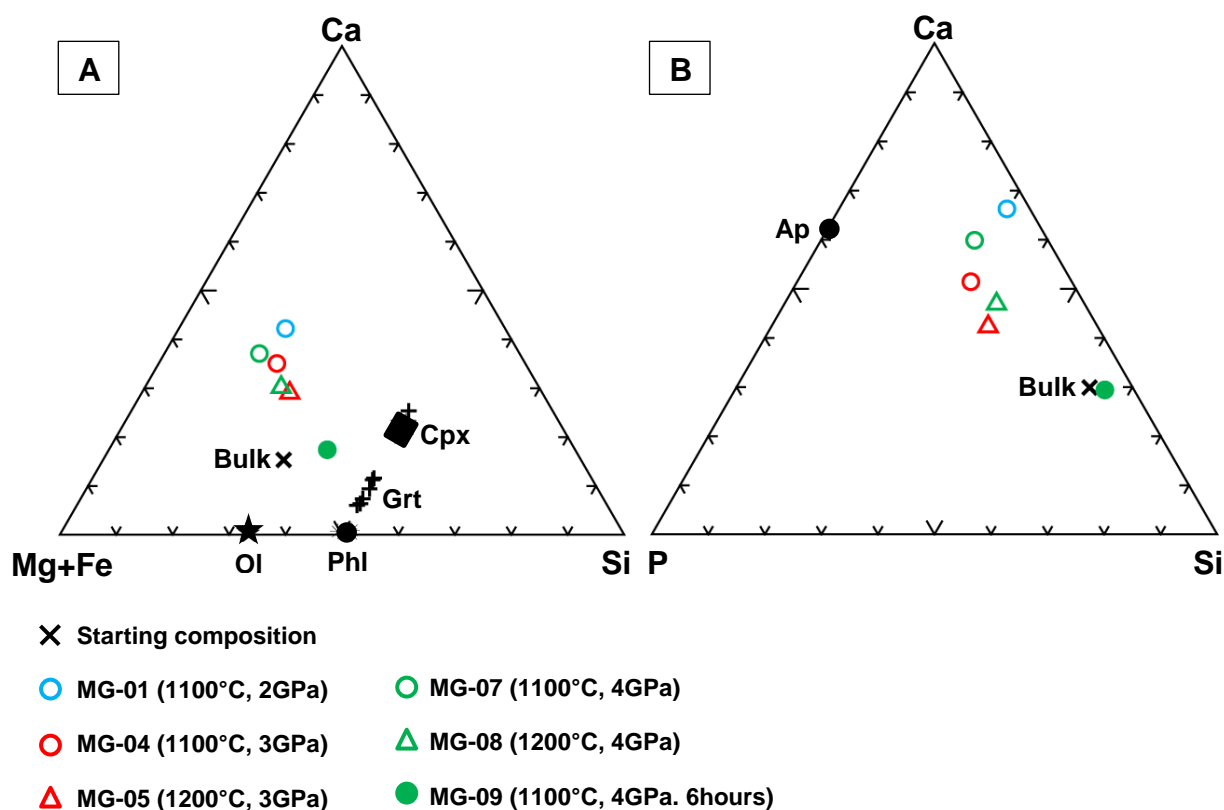 Ca
A
Bulk
Cpx
Grt
Mg+Fe
Ol
Phl
Si
Ca
B
Ap
Bulk
P
Si
Starting composition
MG-01 (1100°C, 2GPa)
MG-04 (1100°C, 3GPa)
MG-05 (1200°C, 3GPa)
MG-07 (1100°C, 4GPa)
MG-08 (1200°C, 4GPa)
MG-09 (1100°C, 4GPa. 6hours)